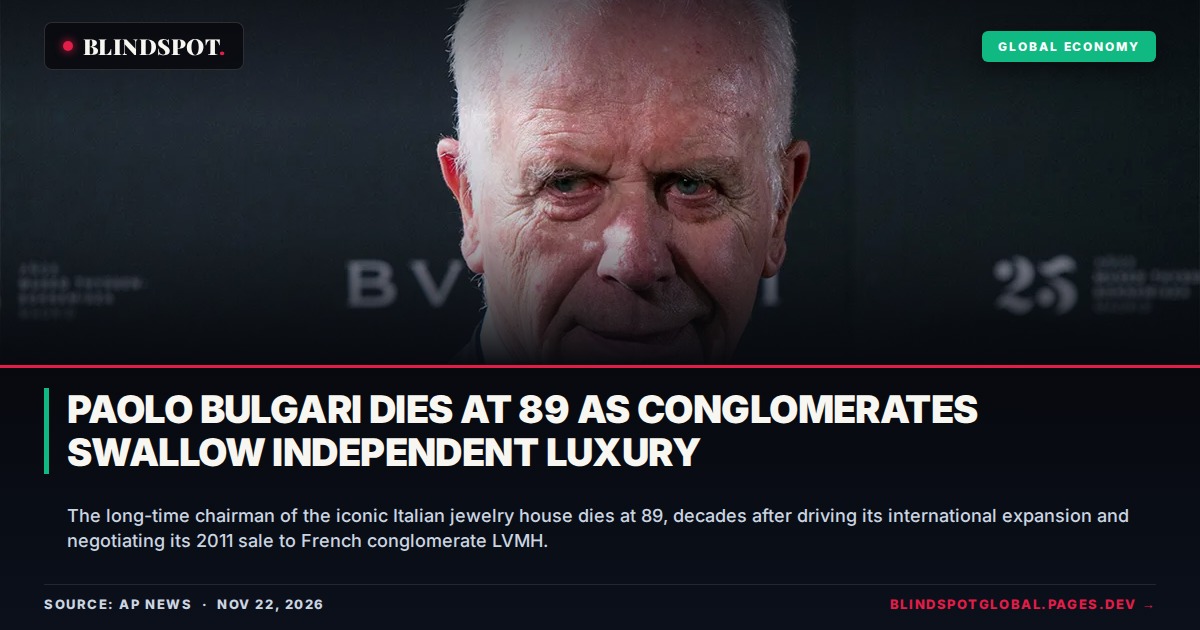 BLINDSPOT.
GLOBAL ECONOMY
BV I
25
PAOLO BULGARI DIES AT 89 AS CONGLOMERATES
SWALLOW INDEPENDENT LUXURY
The long-time chairman of the iconic Italian jewelry house dies at 89, decades after driving its international expansion and
negotiating its 2011 sale to French conglomerate LVMH.
SOURCE: AP NEWS · NOV 22, 2026
BLINDSPOTGLOBAL.PAGES.DEV →